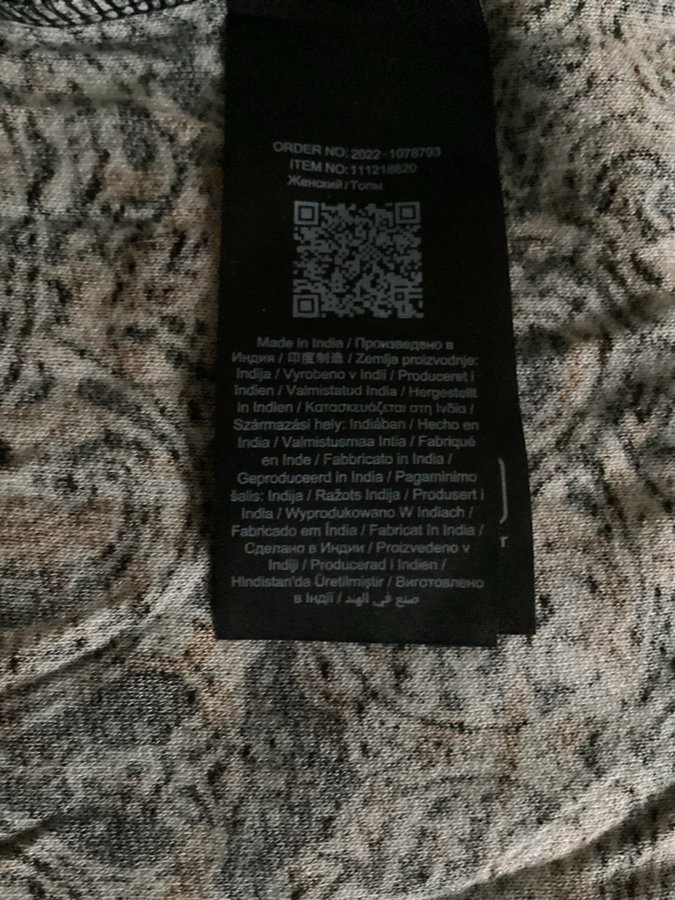 ORDER NO: 2022 - 1078793
ITEM NO: 111216820
Женский / Топы
Made in India / Произведено в
Индия / 印度制造 / Zemlja proizvodnje:
Indija / Vyrobeno v Indii / Produceret i
Indien / Valmistatud India / Hergestellt
in Indien / Κατασκευάζεται στη Ινδία /
Származási hely: Indiában / Hecho en
India / Valmistusmaa Intia / Fabriqué
en Inde / Fabbricato in India /
Geproduceerd in India / Pagaminimo
šalis: Indija / Ražots Indija / Produsert i
India / Wyprodukowano W Indiach /
Fabricado em Índia / Fabricat în India /
Сделано в Индии / Proizvedeno v
Indiji / Producerad i Indien /
Hindistan'da Üretilmiştir / Виготовлено
в Індії / صنع في الهند
r